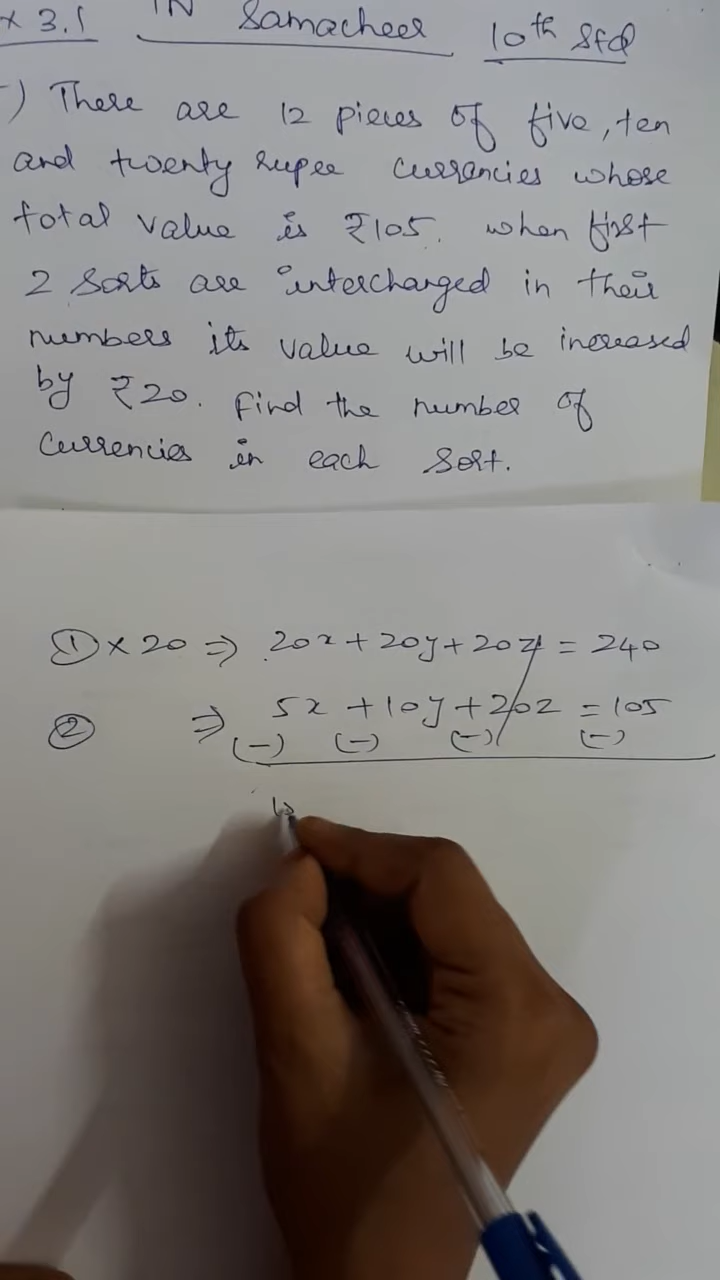 x 3.1 TN Samacheer 10th Std
) There are 12 pieces of five, ten
and twenty rupee currencies whose
total value is ₹105. when first
2 sorts are interchanged in their
numbers its value will be increased
by ₹20. Find the number of
currencies in each sort.
① × 20 ⇒ 20x + 20y + 20z = 240
② ⇒ 5x + 10y + 20z = 105
(-) (-) (-) (-)